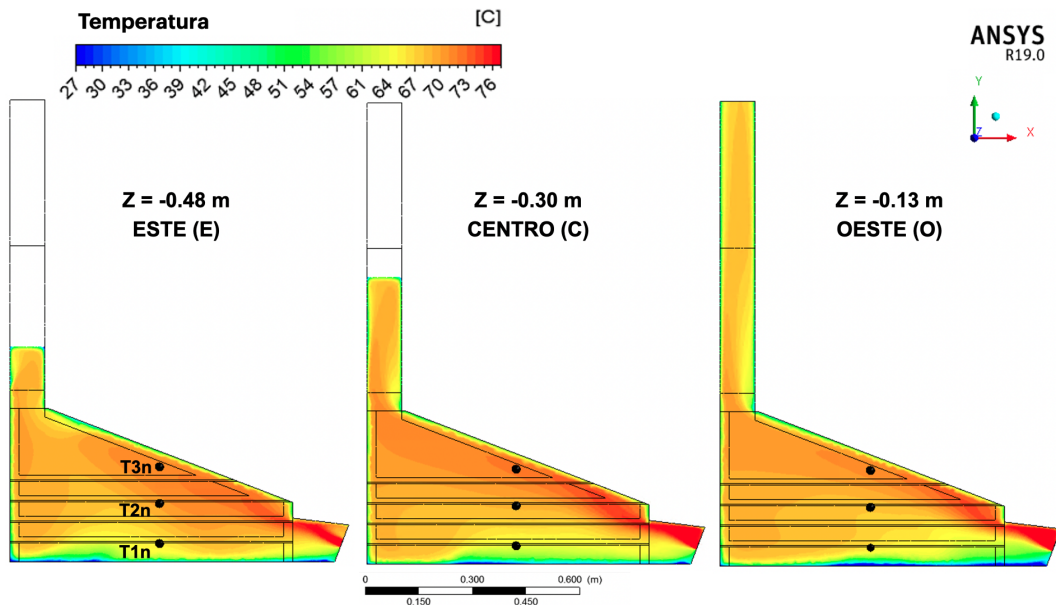 Temperatura
[C]
27 30 33 36 39 42 45 48 51 54 57 61 64 67 70 73 76
ANSYS
R19.0
Y
Z
X
Z = -0.48 m
ESTE (E)
Z = -0.30 m
CENTRO (C)
Z = -0.13 m
OESTE (O)
T3n
T2n
T1n
0 0.300 0.600 (m)
0.150 0.450